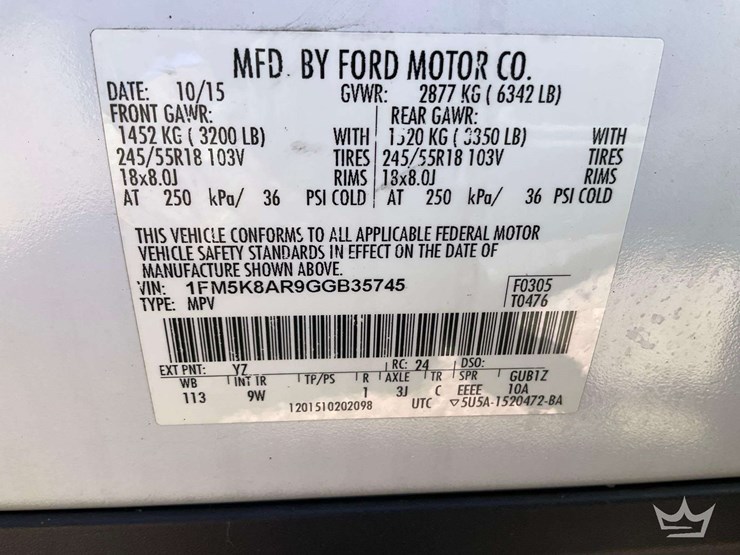 MFD. BY FORD MOTOR CO.
DATE: 10/15 GVWR: 2877 KG ( 6342 LB)
FRONT GAWR: REAR GAWR:
1452 KG ( 3200 LB) WITH 1520 KG ( 3350 LB) WITH
245/55R18 103V TIRES 245/55R18 103V TIRES
18x8.0J RIMS 18x8.0J RIMS
AT 250 kPa/ 36 PSI COLD AT 250 kPa/ 36 PSI COLD
THIS VEHICLE CONFORMS TO ALL APPLICABLE FEDERAL MOTOR
VEHICLE SAFETY STANDARDS IN EFFECT ON THE DATE OF
MANUFACTURE SHOWN ABOVE.
VIN: 1FM5K8AR9GGB35745 F0305
TYPE: MPV T0476
EXT PNT: YZ RC: 24 DSO:
WB INT TR TP/PS R AXLE TR SPR GUB1Z
113 9W 1 3J C EEEE 10A
1201510202098 UTC ▽5U5A-1520472-BA